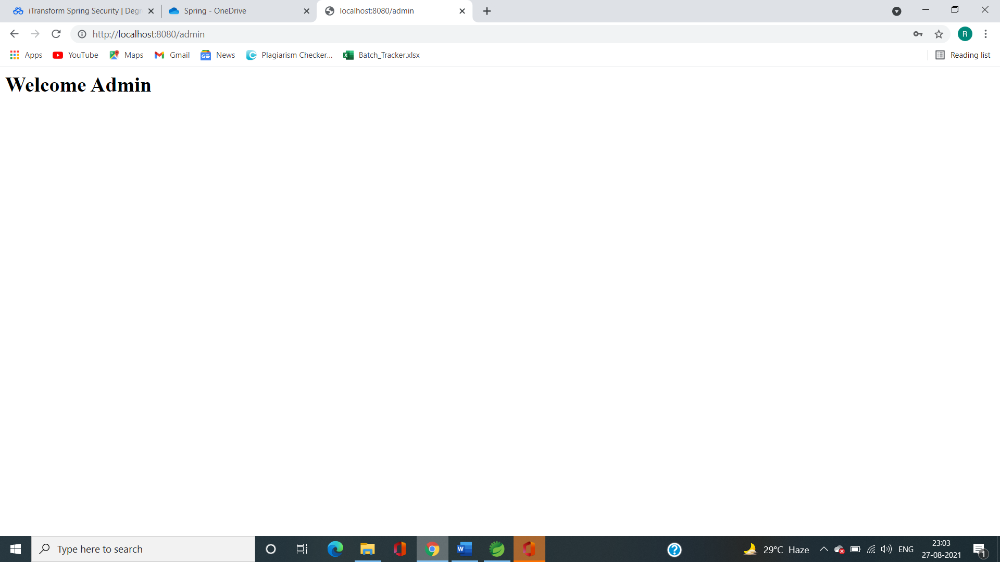 iTransform Spring Security | Degr
Spring - OneDrive
localhost:8080/admin
http://localhost:8080/admin
R
Apps
YouTube
Maps
Gmail
News
Plagiarism Checker...
Batch_Tracker.xlsx
Reading list
Welcome Admin
Type here to search
29°C Haze
ENG
23:03
27-08-2021
1